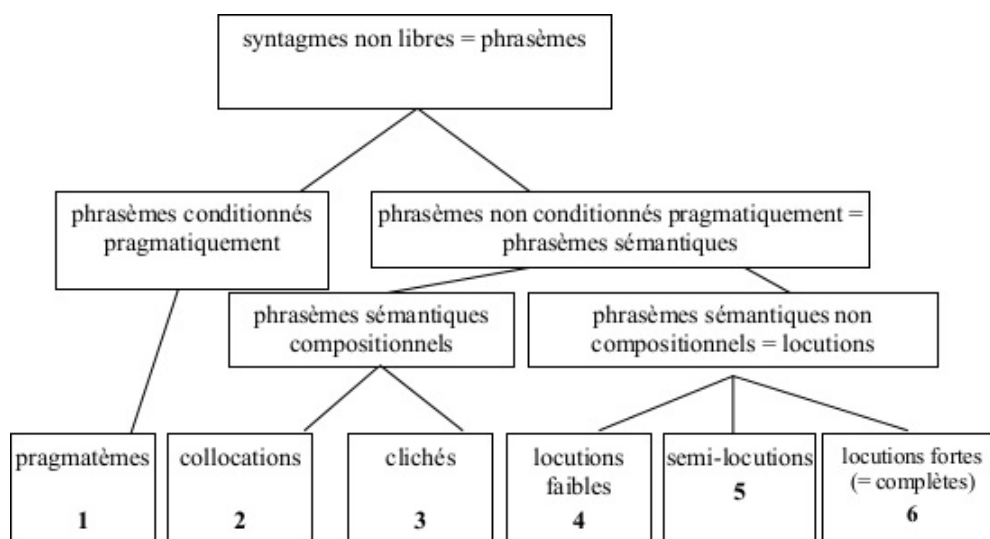 syntagmes non libres = phrasèmes
phrasèmes conditionnés
pragmatiquement
phrasèmes non conditionnés pragmatiquement =
phrasèmes sémantiques
phrasèmes sémantiques
compositionnels
phrasèmes sémantiques non
compositionnels = locutions
pragmatèmes
1
collocations
2
clichés
3
locutions
faibles
4
semi-locutions
5
locutions fortes
(= complètes)
6